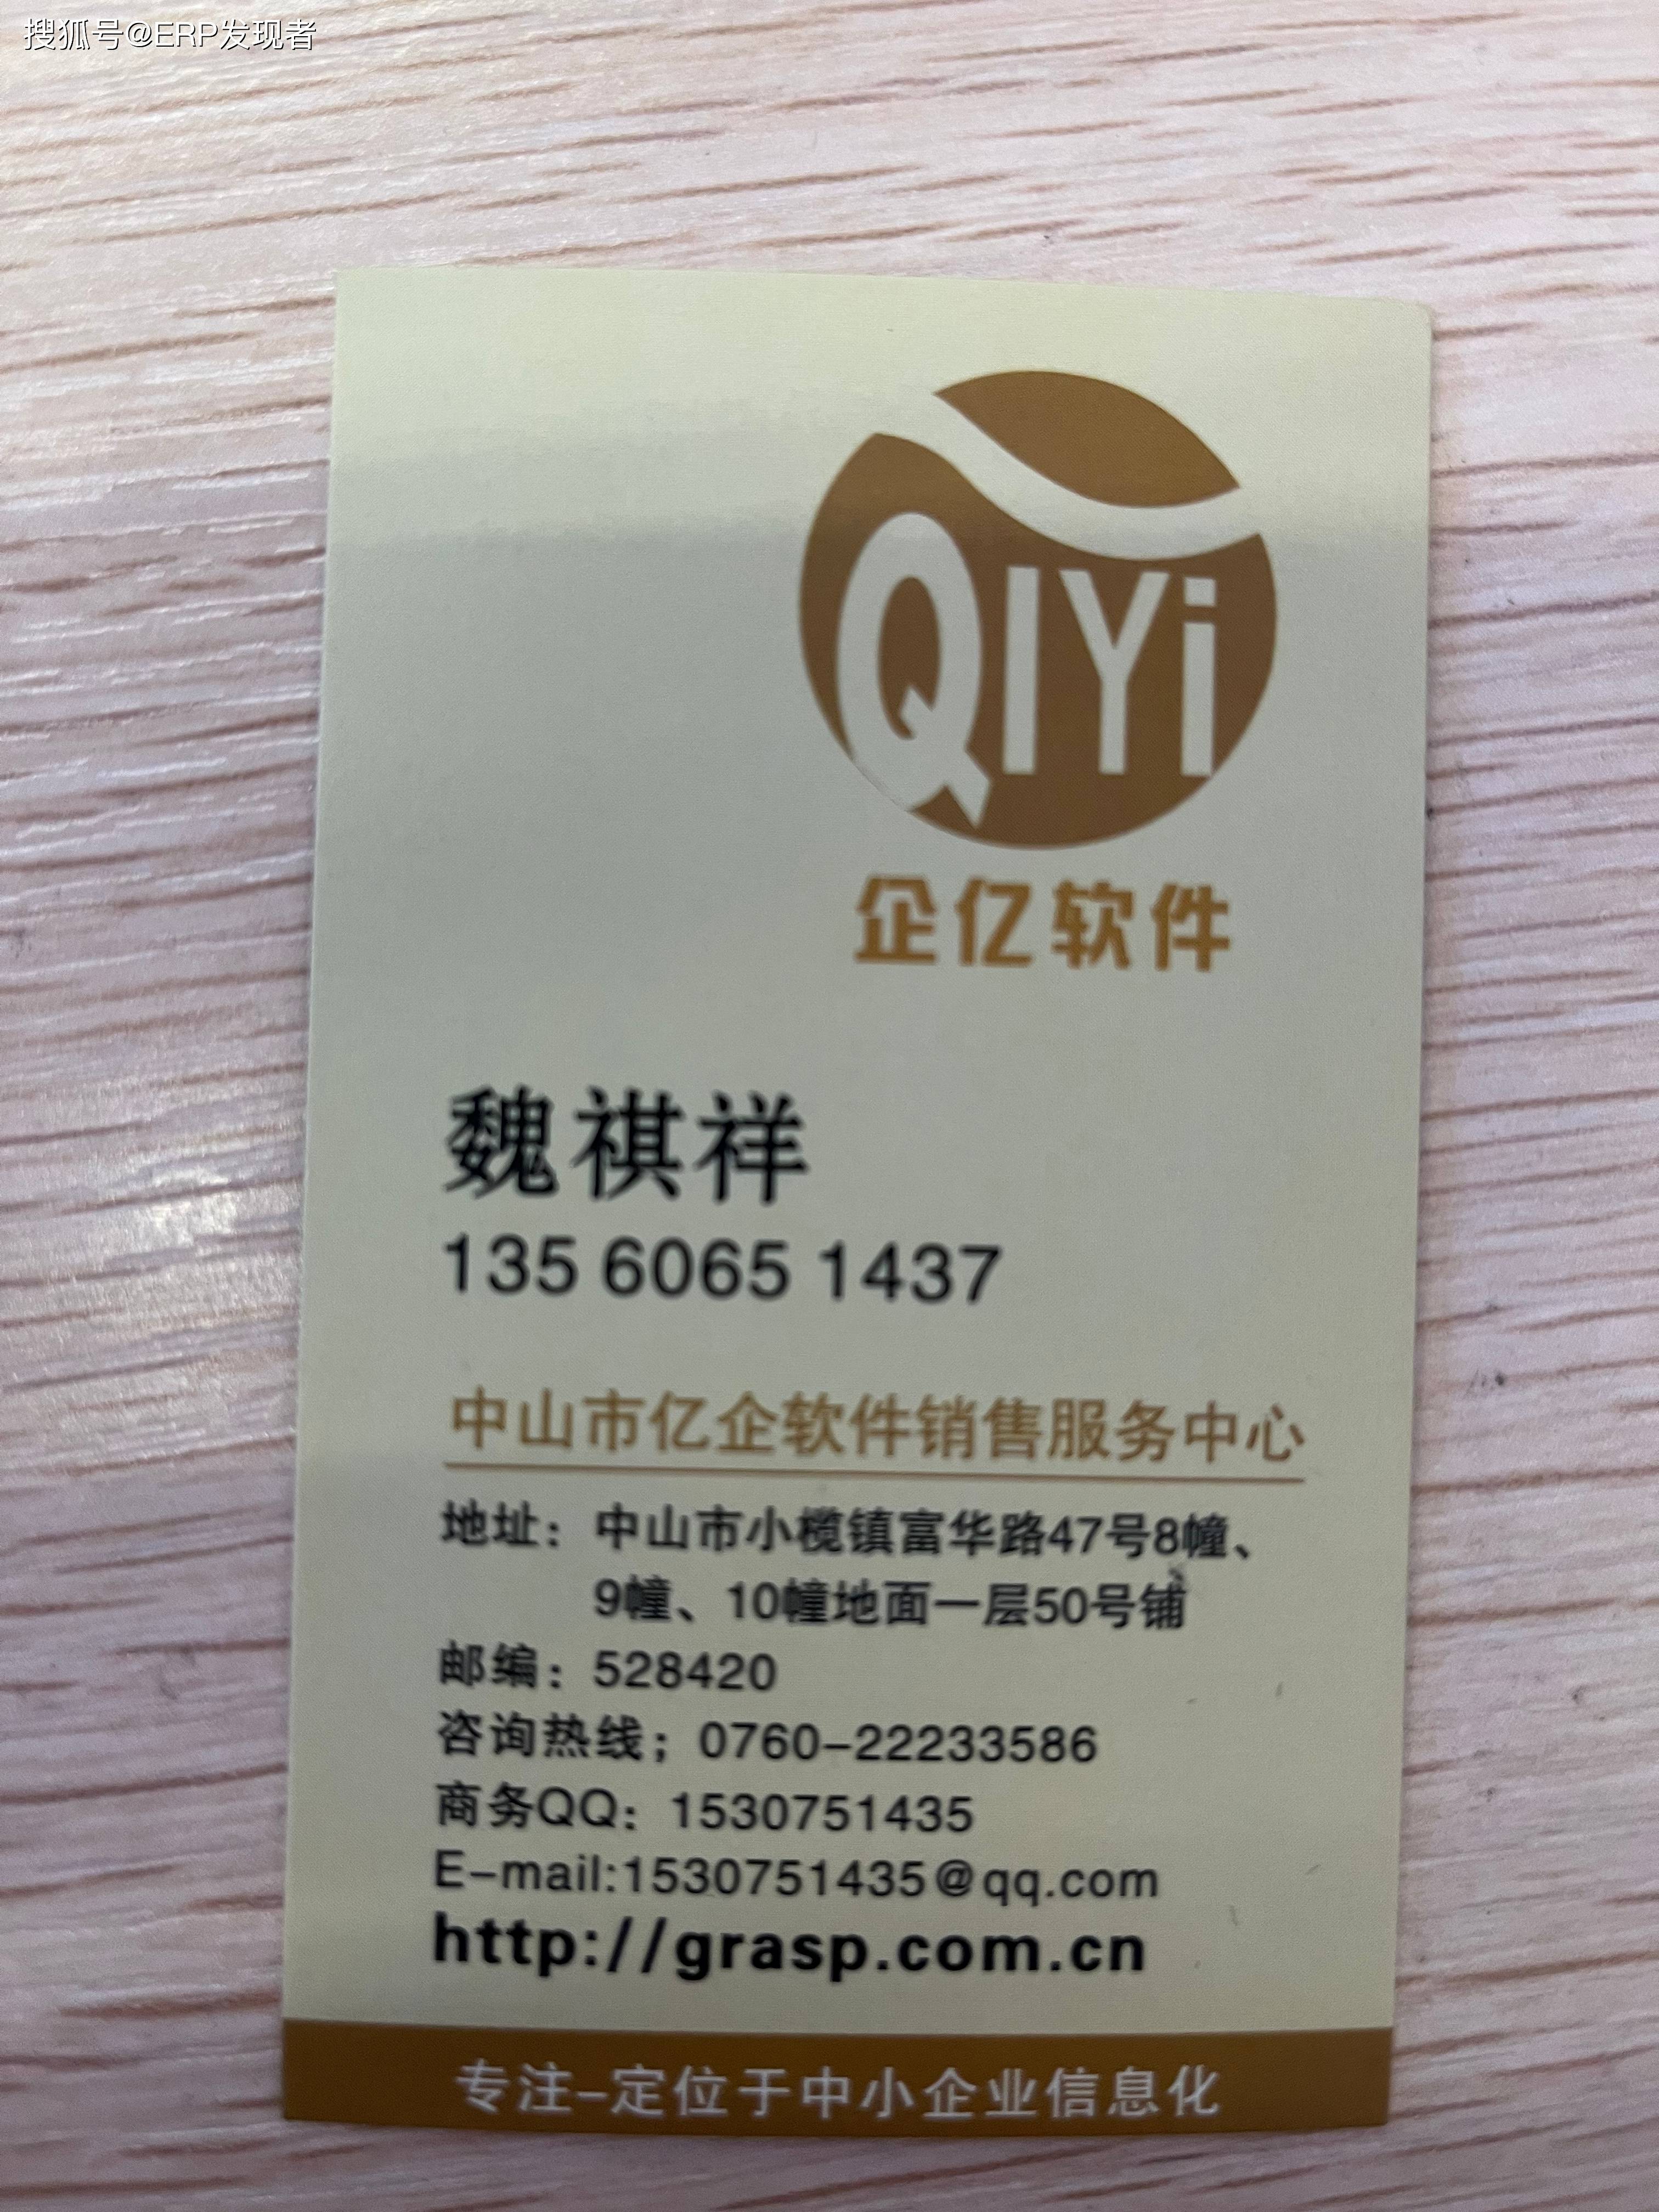 搜狐号@ERP发现者
QIYi
企亿软件
魏祺祥
135 6065 1437
中山市亿企软件销售服务中心
地址：中山市小榄镇富华路47号8幢、
9幢、10幢地面一层50号铺
邮编：528420
咨询热线；0760-22233586
商务QQ：1530751435
E-mail:1530751435@qq.com
http://grasp.com.cn
专注-定位于中小企业信息化